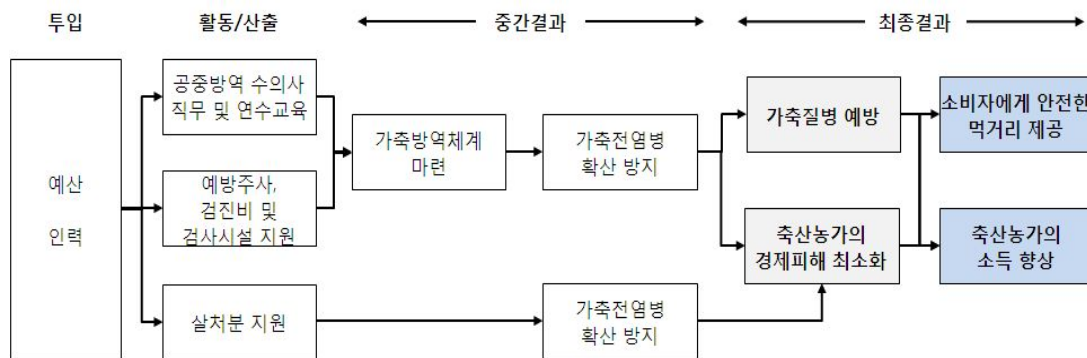 투입
활동/산출
중간결과
최종결과
예산
인력
공중방역 수의사
직무 및 연수교육
예방주사,
검진비 및
검사시설 지원
살처분 지원
가축방역체계
마련
가축전염병
확산 방지
가축전염병
확산 방지
가축질병 예방
축산농가의
경제피해 최소화
소비자에게 안전한
먹거리 제공
축산농가의
소득 향상